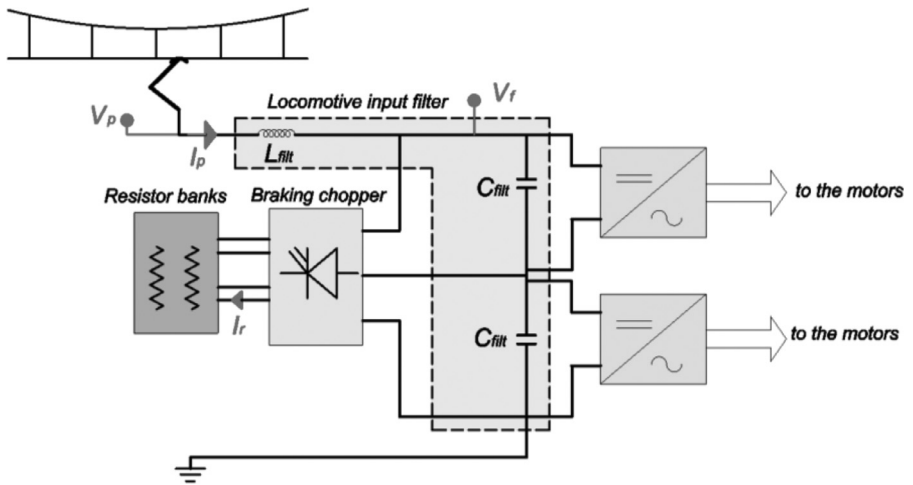 Locomotive input filter
Vp
Vf
Ip
Lfilt
Resistor banks
Braking chopper
Cfilt
to the motors
Ir
Cfilt
to the motors